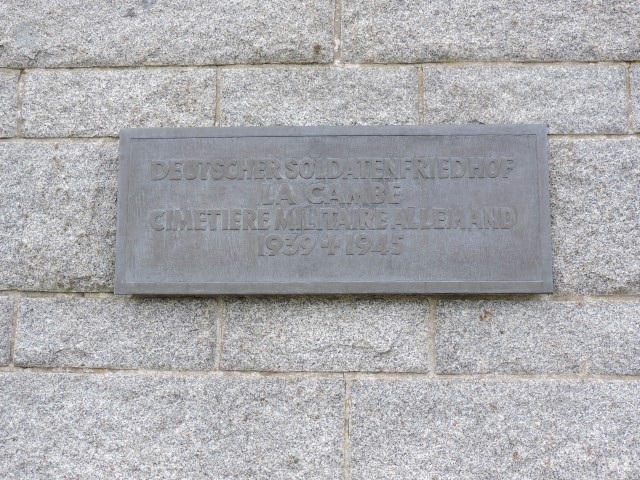 DEUTSCHER SOLDATENFRIEDHOF
LA CAMBE
CIMETIERE MILITAIRE ALLEMAND
1939 + 1945